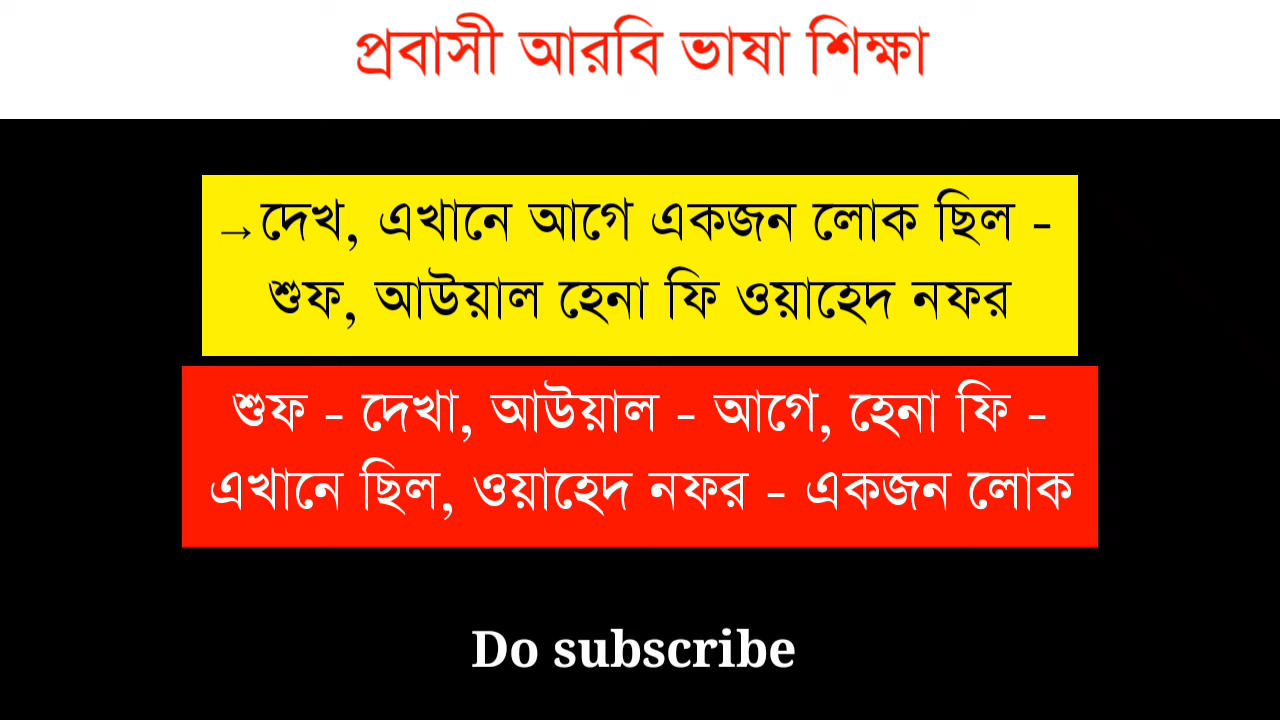 প্রবাসী আরবি ভাষা শিক্ষা
→দেখ, এখানে আগে একজন লোক ছিল -
শুফ, আউয়াল হেনা ফি ওয়াহেদ নফর
শুফ - দেখা, আউয়াল - আগে, হেনা ফি -
এখানে ছিল, ওয়াহেদ নফর - একজন লোক
Do subscribe